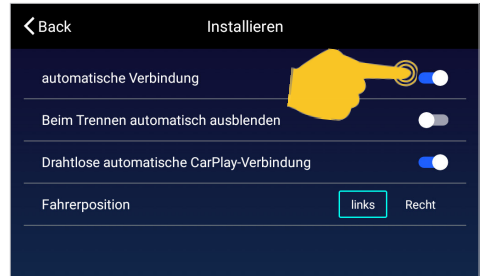 Back
Installieren
automatische Verbindung
Beim Trennen automatisch ausblenden
Drahtlose automatische CarPlay-Verbindung
Fahrerposition links Recht